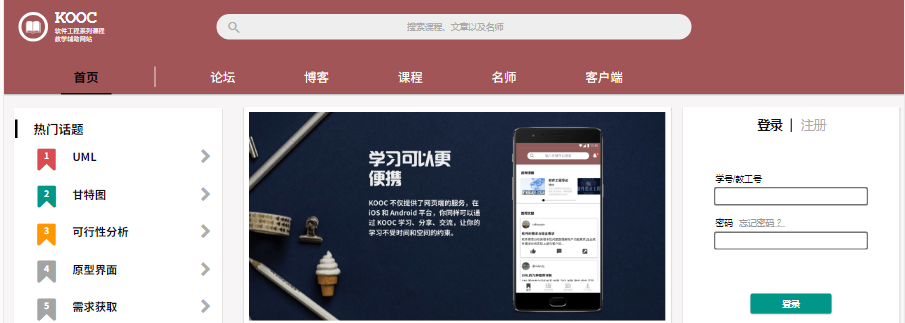 KOOC
软件工程系列课程
教学辅助网站
搜索课程、文章以及名师
首页
论坛
博客
课程
名师
客户端
热门话题
1 UML
2 甘特图
3 可行性分析
4 原型界面
5 需求获取
学习可以更
便携
KOOC 不仅提供了网页端的服务，在
iOS 和 Android 平台，你同样可以通
过 KOOC 学习、分享、交流，让你的
学习不受时间和空间的约束。
登录 | 注册
学号/教工号
密码 忘记密码？
登录